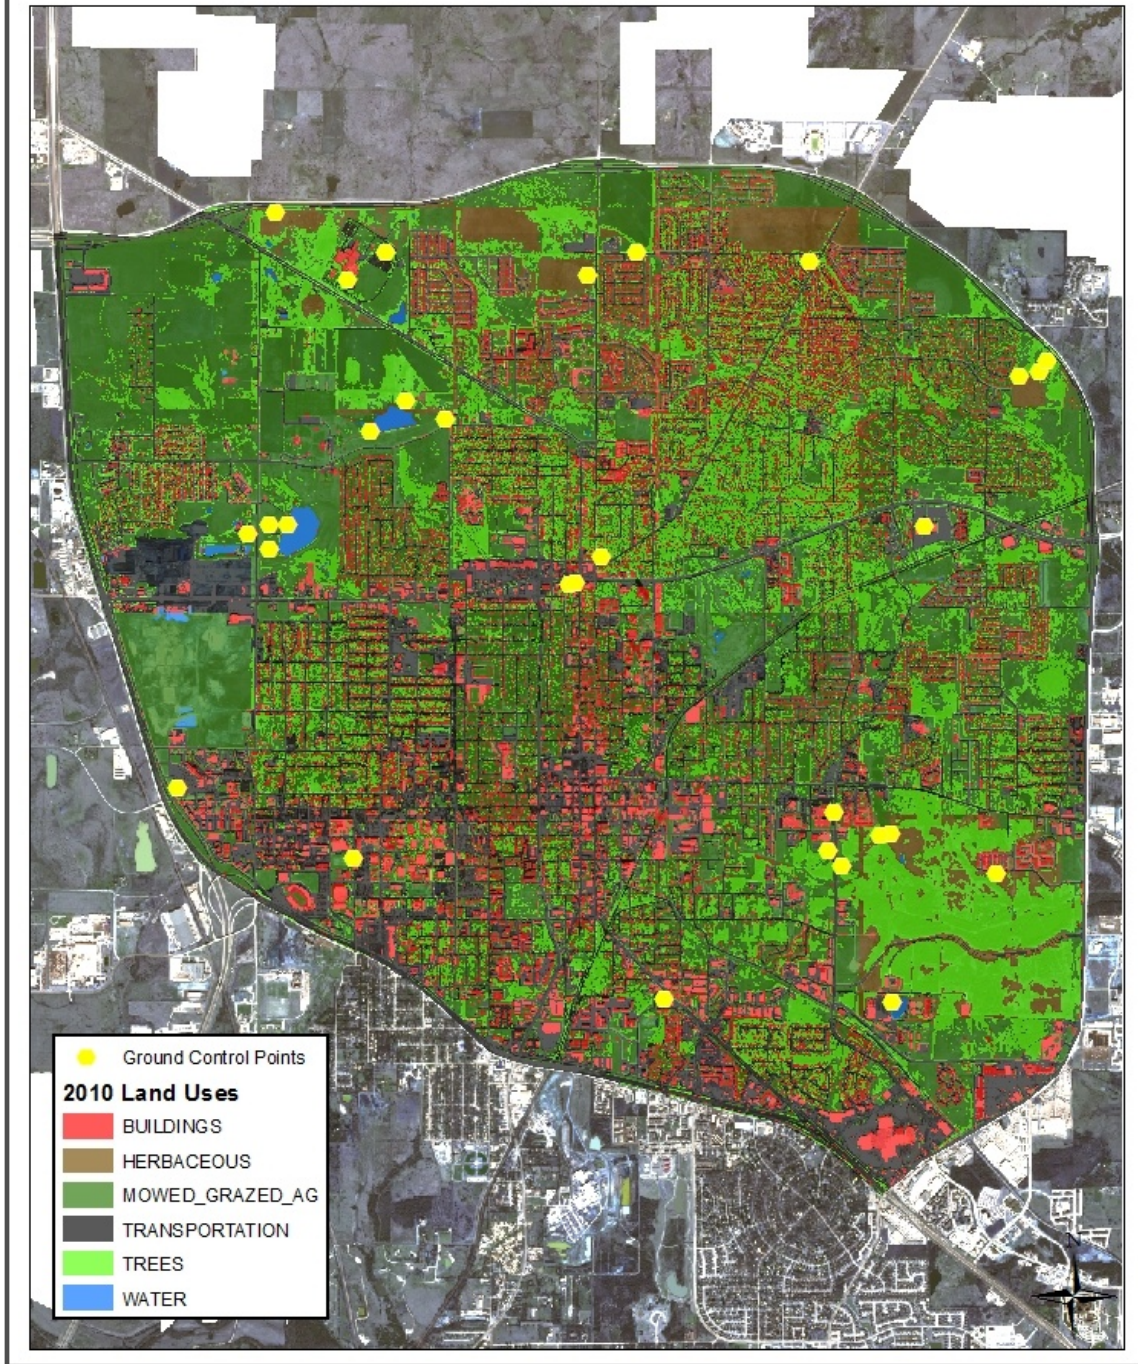 Ground Control Points
2010 Land Uses
BUILDINGS
HERBACEOUS
MOWED_GRAZED_AG
TRANSPORTATION
TREES
WATER
N